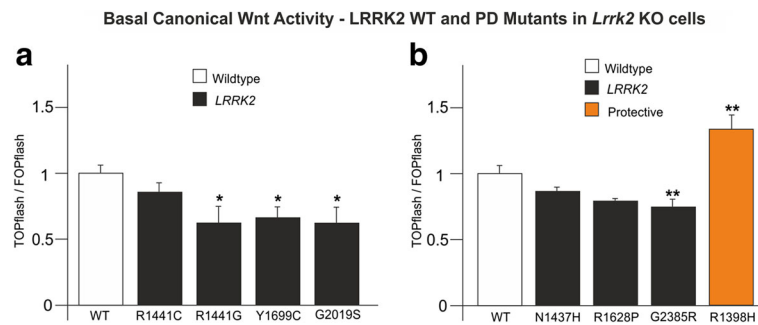 Basal Canonical Wnt Activity - LRRK2 WT and PD Mutants in Lrrk2 KO cells
a
Wildtype
LRRK2
TOPflash / FOPflash
1.5
1
0.5
0
*
*
*
WT R1441C R1441G Y1699C G2019S
b
Wildtype
LRRK2
Protective
TOPflash / FOPflash
1.5
1
0.5
0
**
**
WT N1437H R1628P G2385R R1398H